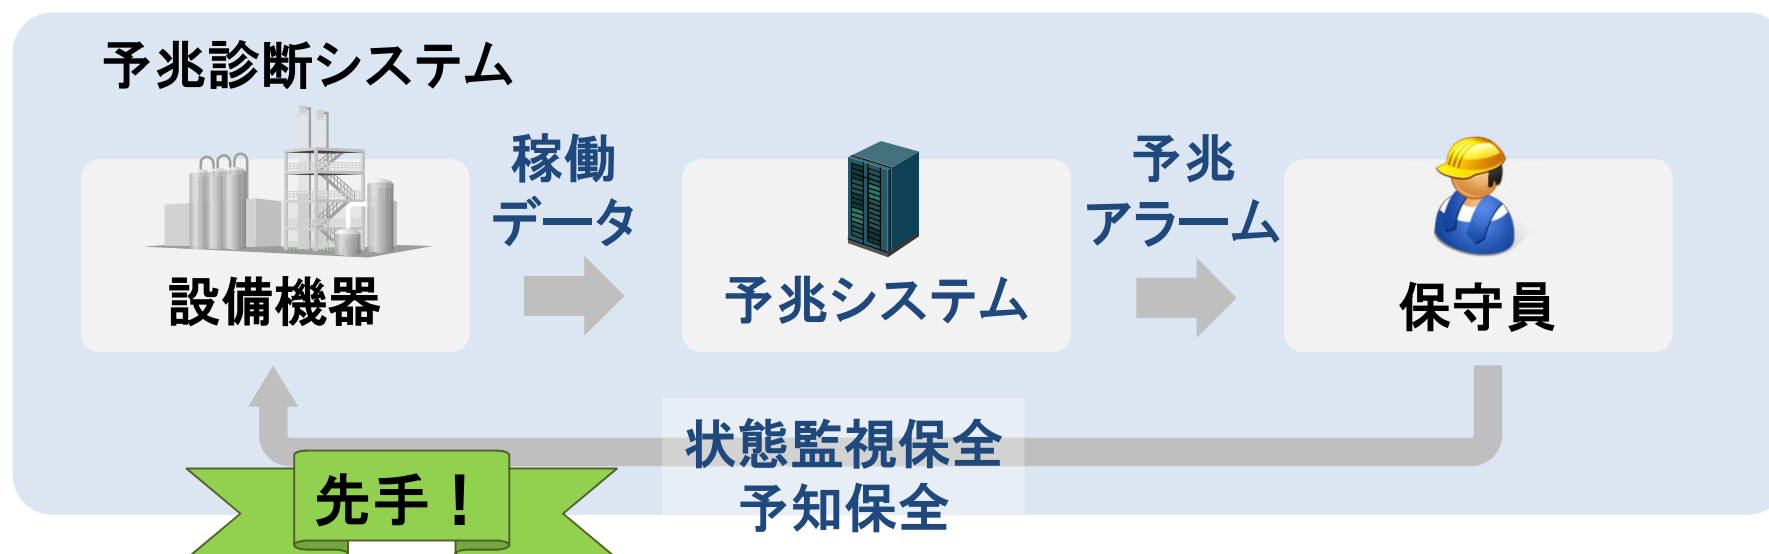 予兆診断システム
稼働
データ
予兆
アラーム
設備機器
予兆システム
保守員
状態監視保全
予知保全
先手！